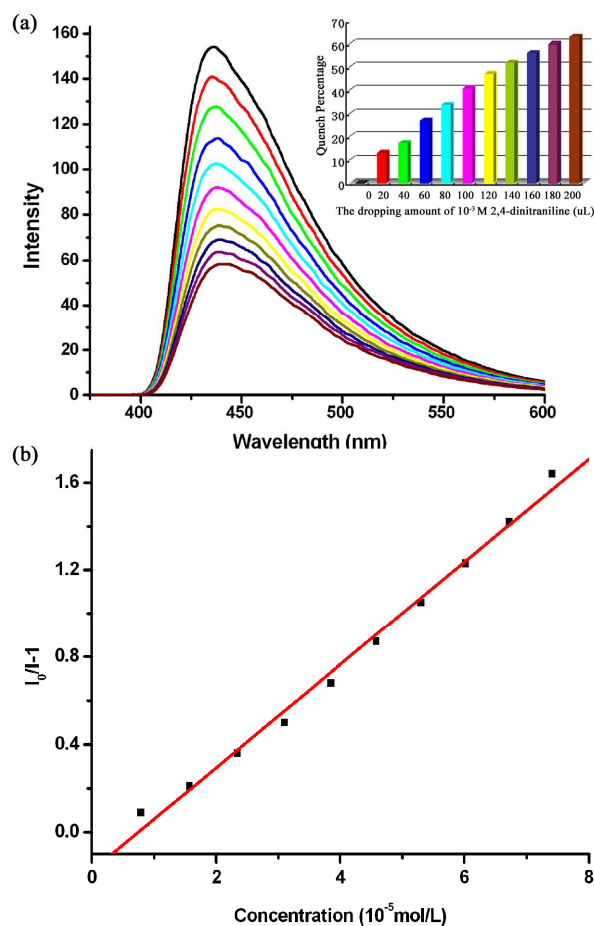 (a)
160
140
120
100
80
60
40
20
0
Intensity
400
450
500
550
600
Wavelength (nm)
70
60
50
40
30
20
10
0
Quench Percentage
0 20 40 60 80 100 120 140 160 180 200
The dropping amount of 10⁻³ M 2,4-dinitraniline (uL)
(b)
1.6
1.2
0.8
0.4
0.0
I₀/I-1
0 2 4 6 8
Concentration (10⁻⁵mol/L)